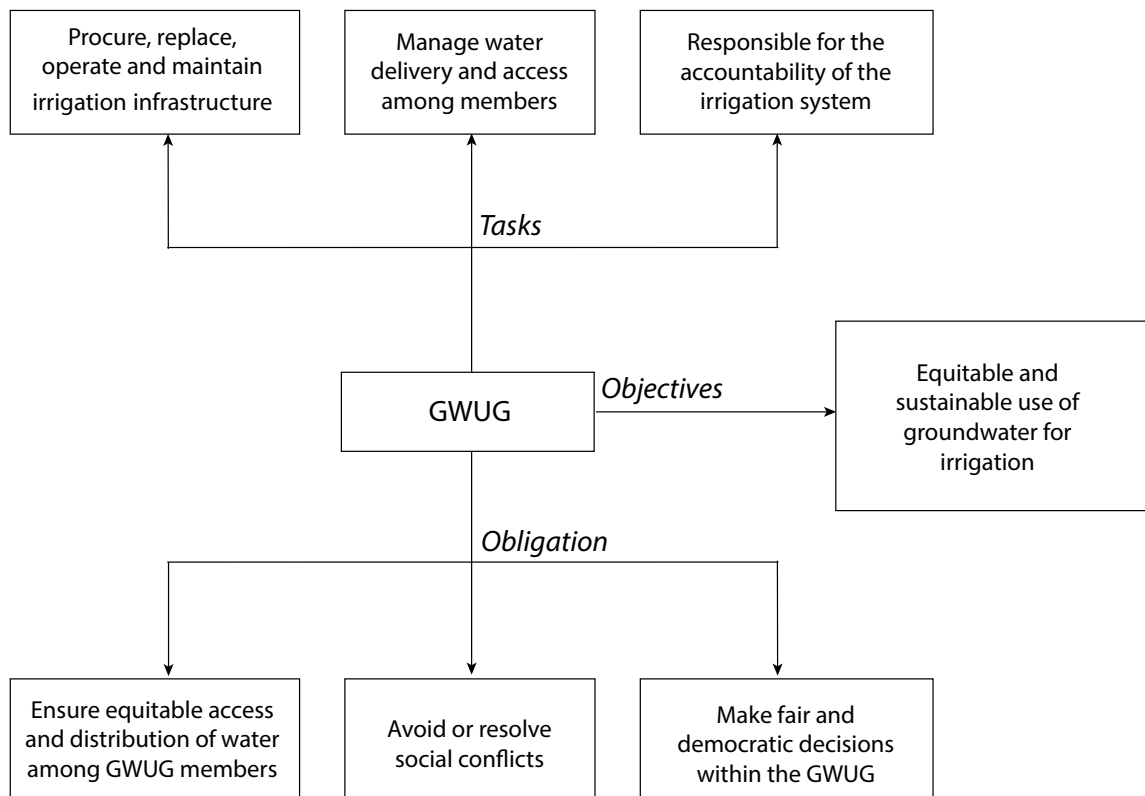 Procure, replace,
operate and maintain
irrigation infrastructure
Manage water
delivery and access
among members
Responsible for the
accountability of the
irrigation system
Tasks
GWUG
Objectives
Equitable and
sustainable use of
groundwater for
irrigation
Obligation
Ensure equitable access
and distribution of water
among GWUG members
Avoid or resolve
social conflicts
Make fair and
democratic decisions
within the GWUG